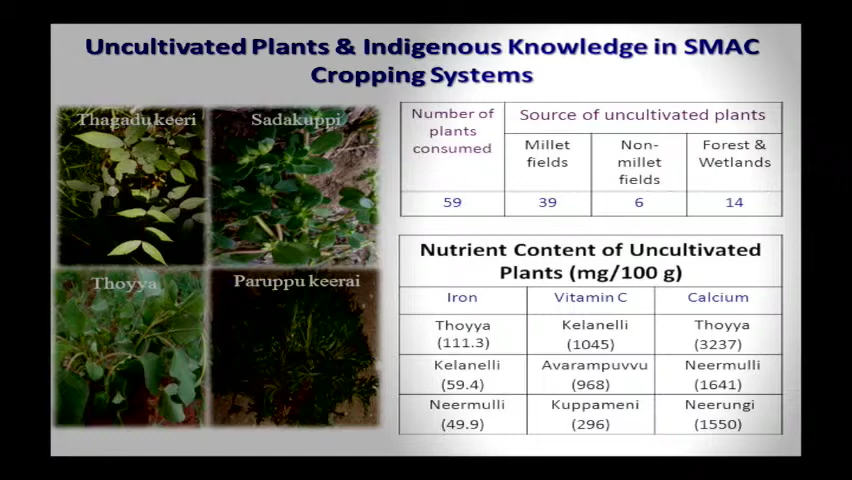 Uncultivated Plants & Indigenous Knowledge in SMAC
Cropping Systems
Thagadu keeri
Sadakuppi
Thoyya
Paruppu keerai
Number of plants consumed
Source of uncultivated plants
Millet fields
Non-millet fields
Forest & Wetlands
59 39 6 14
Nutrient Content of Uncultivated
Plants (mg/100 g)
Iron Vitamin C Calcium
Thoyya Kelanelli Thoyya
(111.3) (1045) (3237)
Kelanelli Avarampuvvu Neermulli
(59.4) (968) (1641)
Neermulli Kuppameni Neerungi
(49.9) (296) (1550)